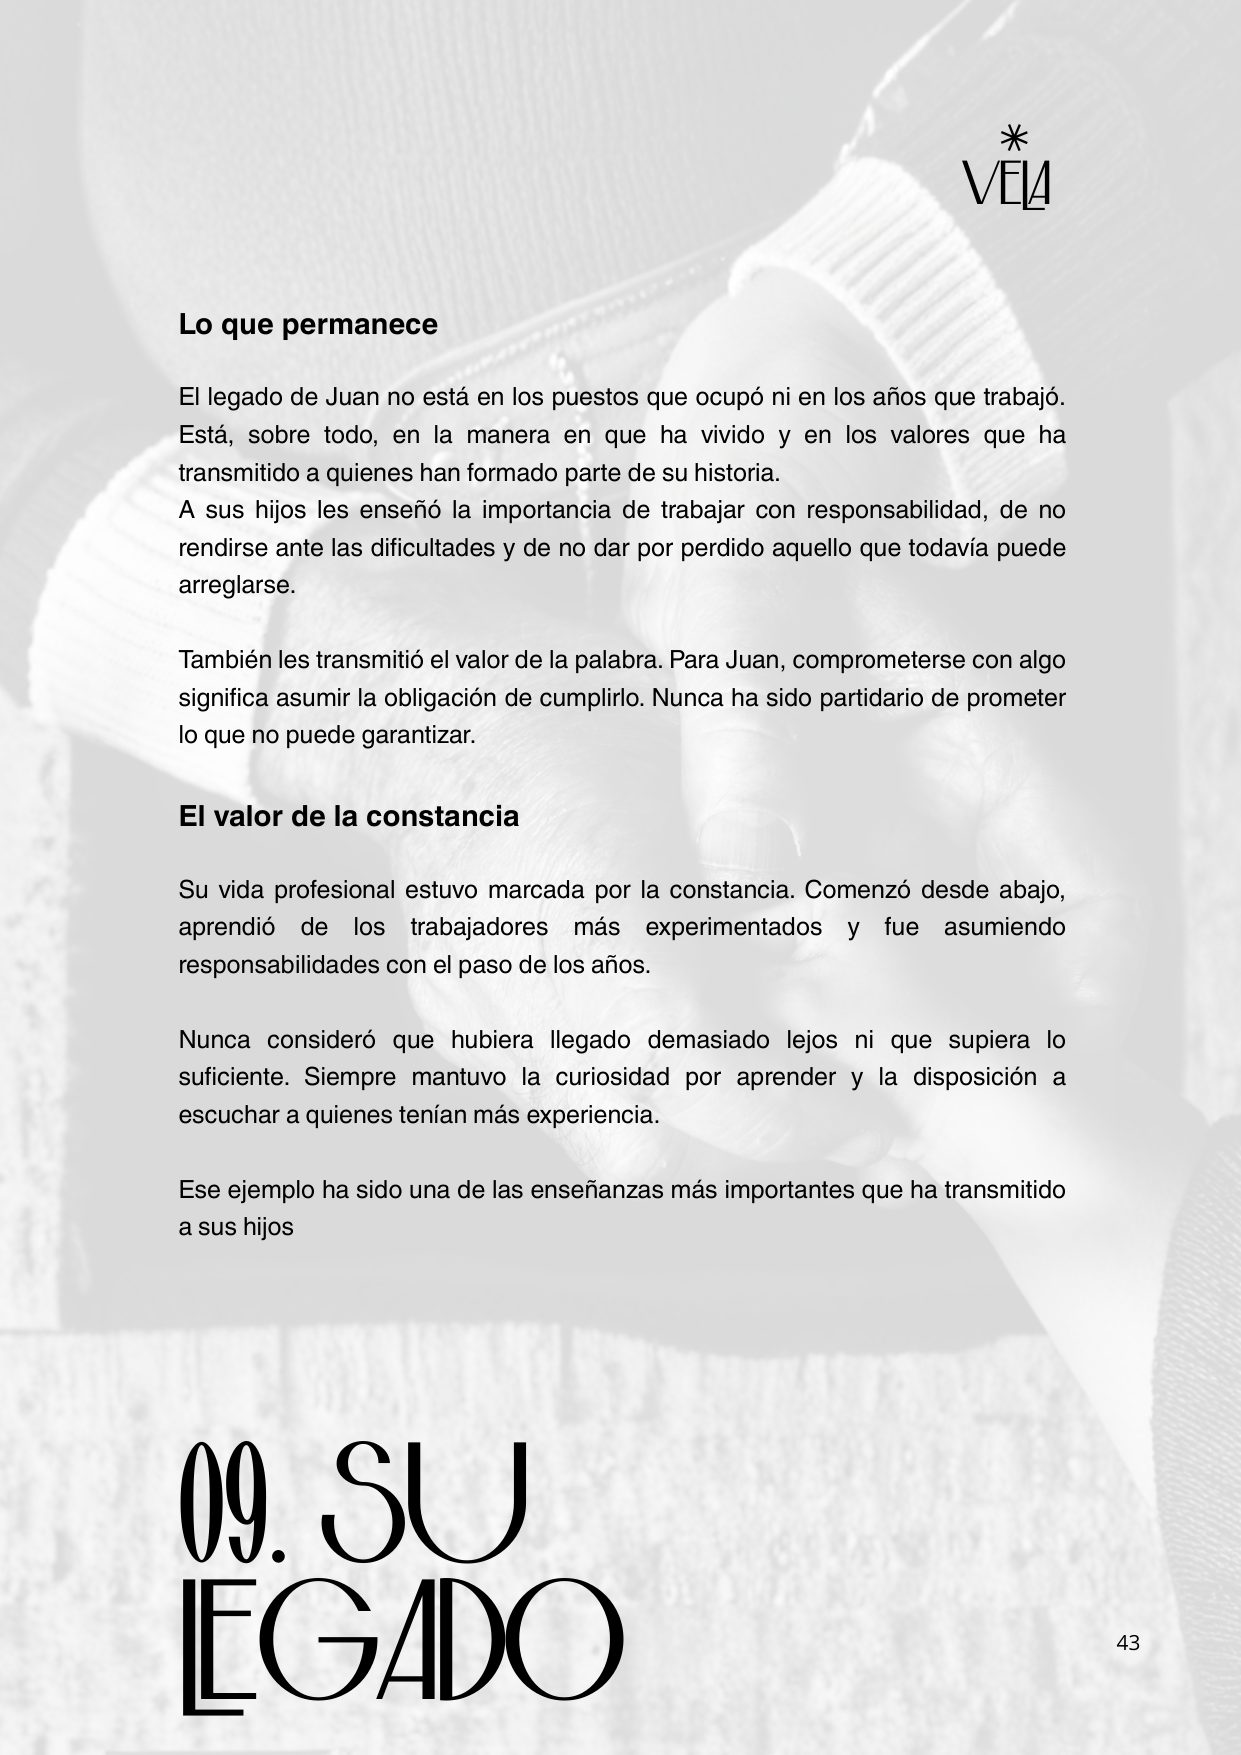 VELA
Lo que permanece
El legado de Juan no está en los puestos que ocupó ni en los años que trabajó.
Está, sobre todo, en la manera en que ha vivido y en los valores que ha
transmitido a quienes han formado parte de su historia.
A sus hijos les enseñó la importancia de trabajar con responsabilidad, de no
rendirse ante las dificultades y de no dar por perdido aquello que todavía puede
arreglarse.
También les transmitió el valor de la palabra. Para Juan, comprometerse con algo
significa asumir la obligación de cumplirlo. Nunca ha sido partidario de prometer
lo que no puede garantizar.
El valor de la constancia
Su vida profesional estuvo marcada por la constancia. Comenzó desde abajo,
aprendió de los trabajadores más experimentados y fue asumiendo
responsabilidades con el paso de los años.
Nunca consideró que hubiera llegado demasiado lejos ni que supiera lo
suficiente. Siempre mantuvo la curiosidad por aprender y la disposición a
escuchar a quienes tenían más experiencia.
Ese ejemplo ha sido una de las enseñanzas más importantes que ha transmitido
a sus hijos
09. SU
LEGADO
43